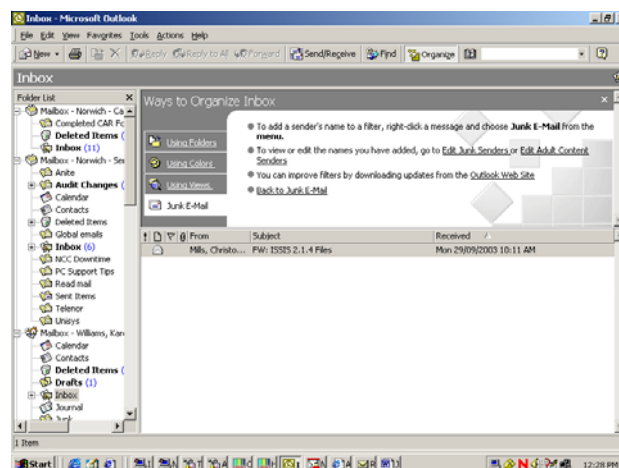 Inbox - Microsoft Outlook
File Edit View Favorites Tools Actions Help
New Reply Reply to All Forward Send/Receive Find Organize
Inbox
Folder List
Mailbox - Norwich - Ca
Completed CAR Fc
Deleted Items (
Inbox (11)
Mailbox - Norwich - Ser
Anite
Audit Changes (
Calendar
Contacts
Deleted Items
Global emails
Inbox (6)
NCC Downtime
PC Support Tips
Read mail
Sent Items
Telenor
Unisys
Mailbox - Williams, Kan
Calendar
Contacts
Deleted Items (
Drafts (1)
Inbox
Journal
Junk
Ways to Organize Inbox
Using Folders
Using Colors
Using Views
Junk E-Mail
To add a sender's name to a filter, right-click a message and choose Junk E-Mail from the
menu.
To view or edit the names you have added, go to Edit Junk Senders or Edit Adult Content
Senders
You can improve filters by downloading updates from the Outlook Web Site
Back to Junk E-Mail
From Subject Received
Mills, Christo... FW: ISSIS 2.1.4 Files Mon 29/09/2003 10:11 AM
1 Item
Start 12:28 PM